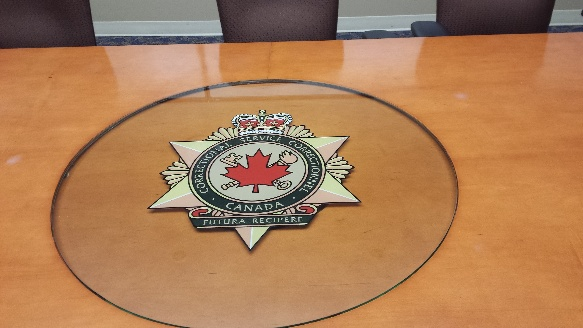 CORRECTIONAL SERVICE CORRECTIONNEL
CANADA
FUTURA RECIPERE